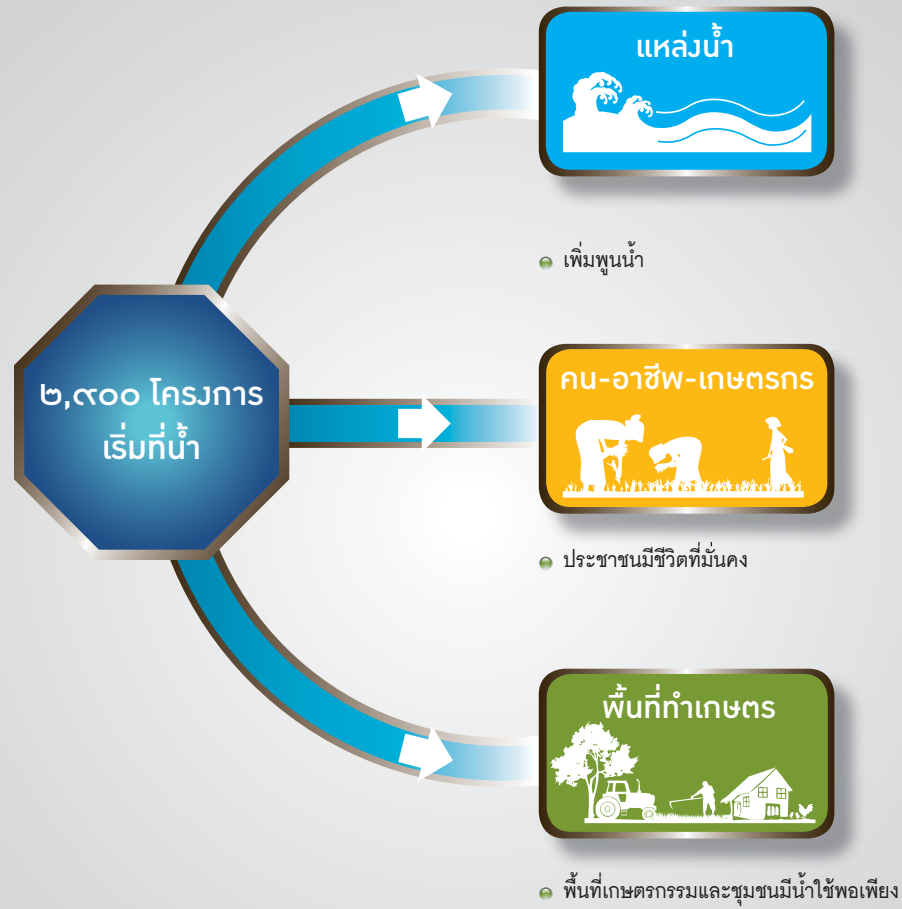 แหล่งน้ำ
เพิ่มพูนน้ำ
๒,๙๐๐ โครงการ
เริ่มที่น้ำ
คน-อาชีพ-เกษตรกร
ประชาชนมีชีวิตที่มั่นคง
พื้นที่ทำเกษตร
พื้นที่เกษตรกรรมและชุมชนมีน้ำใช้พอเพียง